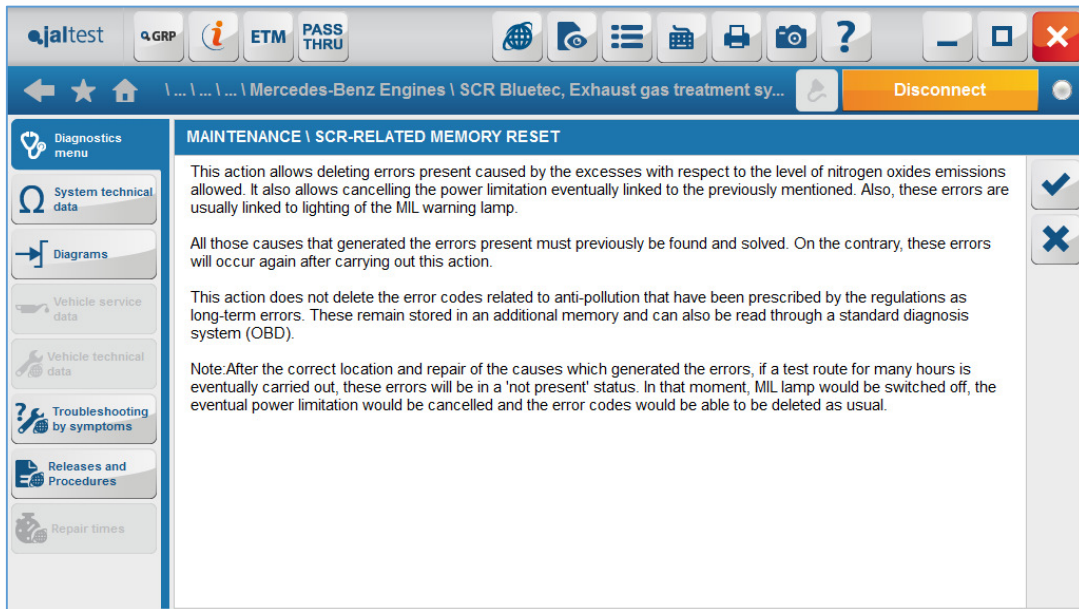 jaltest
GRP
i
ETM
PASS
THRU
?
\ ... \ ... \ ... \ Mercedes-Benz Engines \ SCR Bluetec, Exhaust gas treatment sy...
Disconnect
Diagnostics
menu
MAINTENANCE \ SCR-RELATED MEMORY RESET
This action allows deleting errors present caused by the excesses with respect to the level of nitrogen oxides emissions
allowed. It also allows cancelling the power limitation eventually linked to the previously mentioned. Also, these errors are
usually linked to lighting of the MIL warning lamp.
All those causes that generated the errors present must previously be found and solved. On the contrary, these errors
will occur again after carrying out this action.
This action does not delete the error codes related to anti-pollution that have been prescribed by the regulations as
long-term errors. These remain stored in an additional memory and can also be read through a standard diagnosis
system (OBD).
Note:After the correct location and repair of the causes which generated the errors, if a test route for many hours is
eventually carried out, these errors will be in a 'not present' status. In that moment, MIL lamp would be switched off, the
eventual power limitation would be cancelled and the error codes would be able to be deleted as usual.
Ω
System technical
data
Diagrams
Vehicle service
data
Vehicle technical
data
Troubleshooting
by symptoms
Releases and
Procedures
Repair times